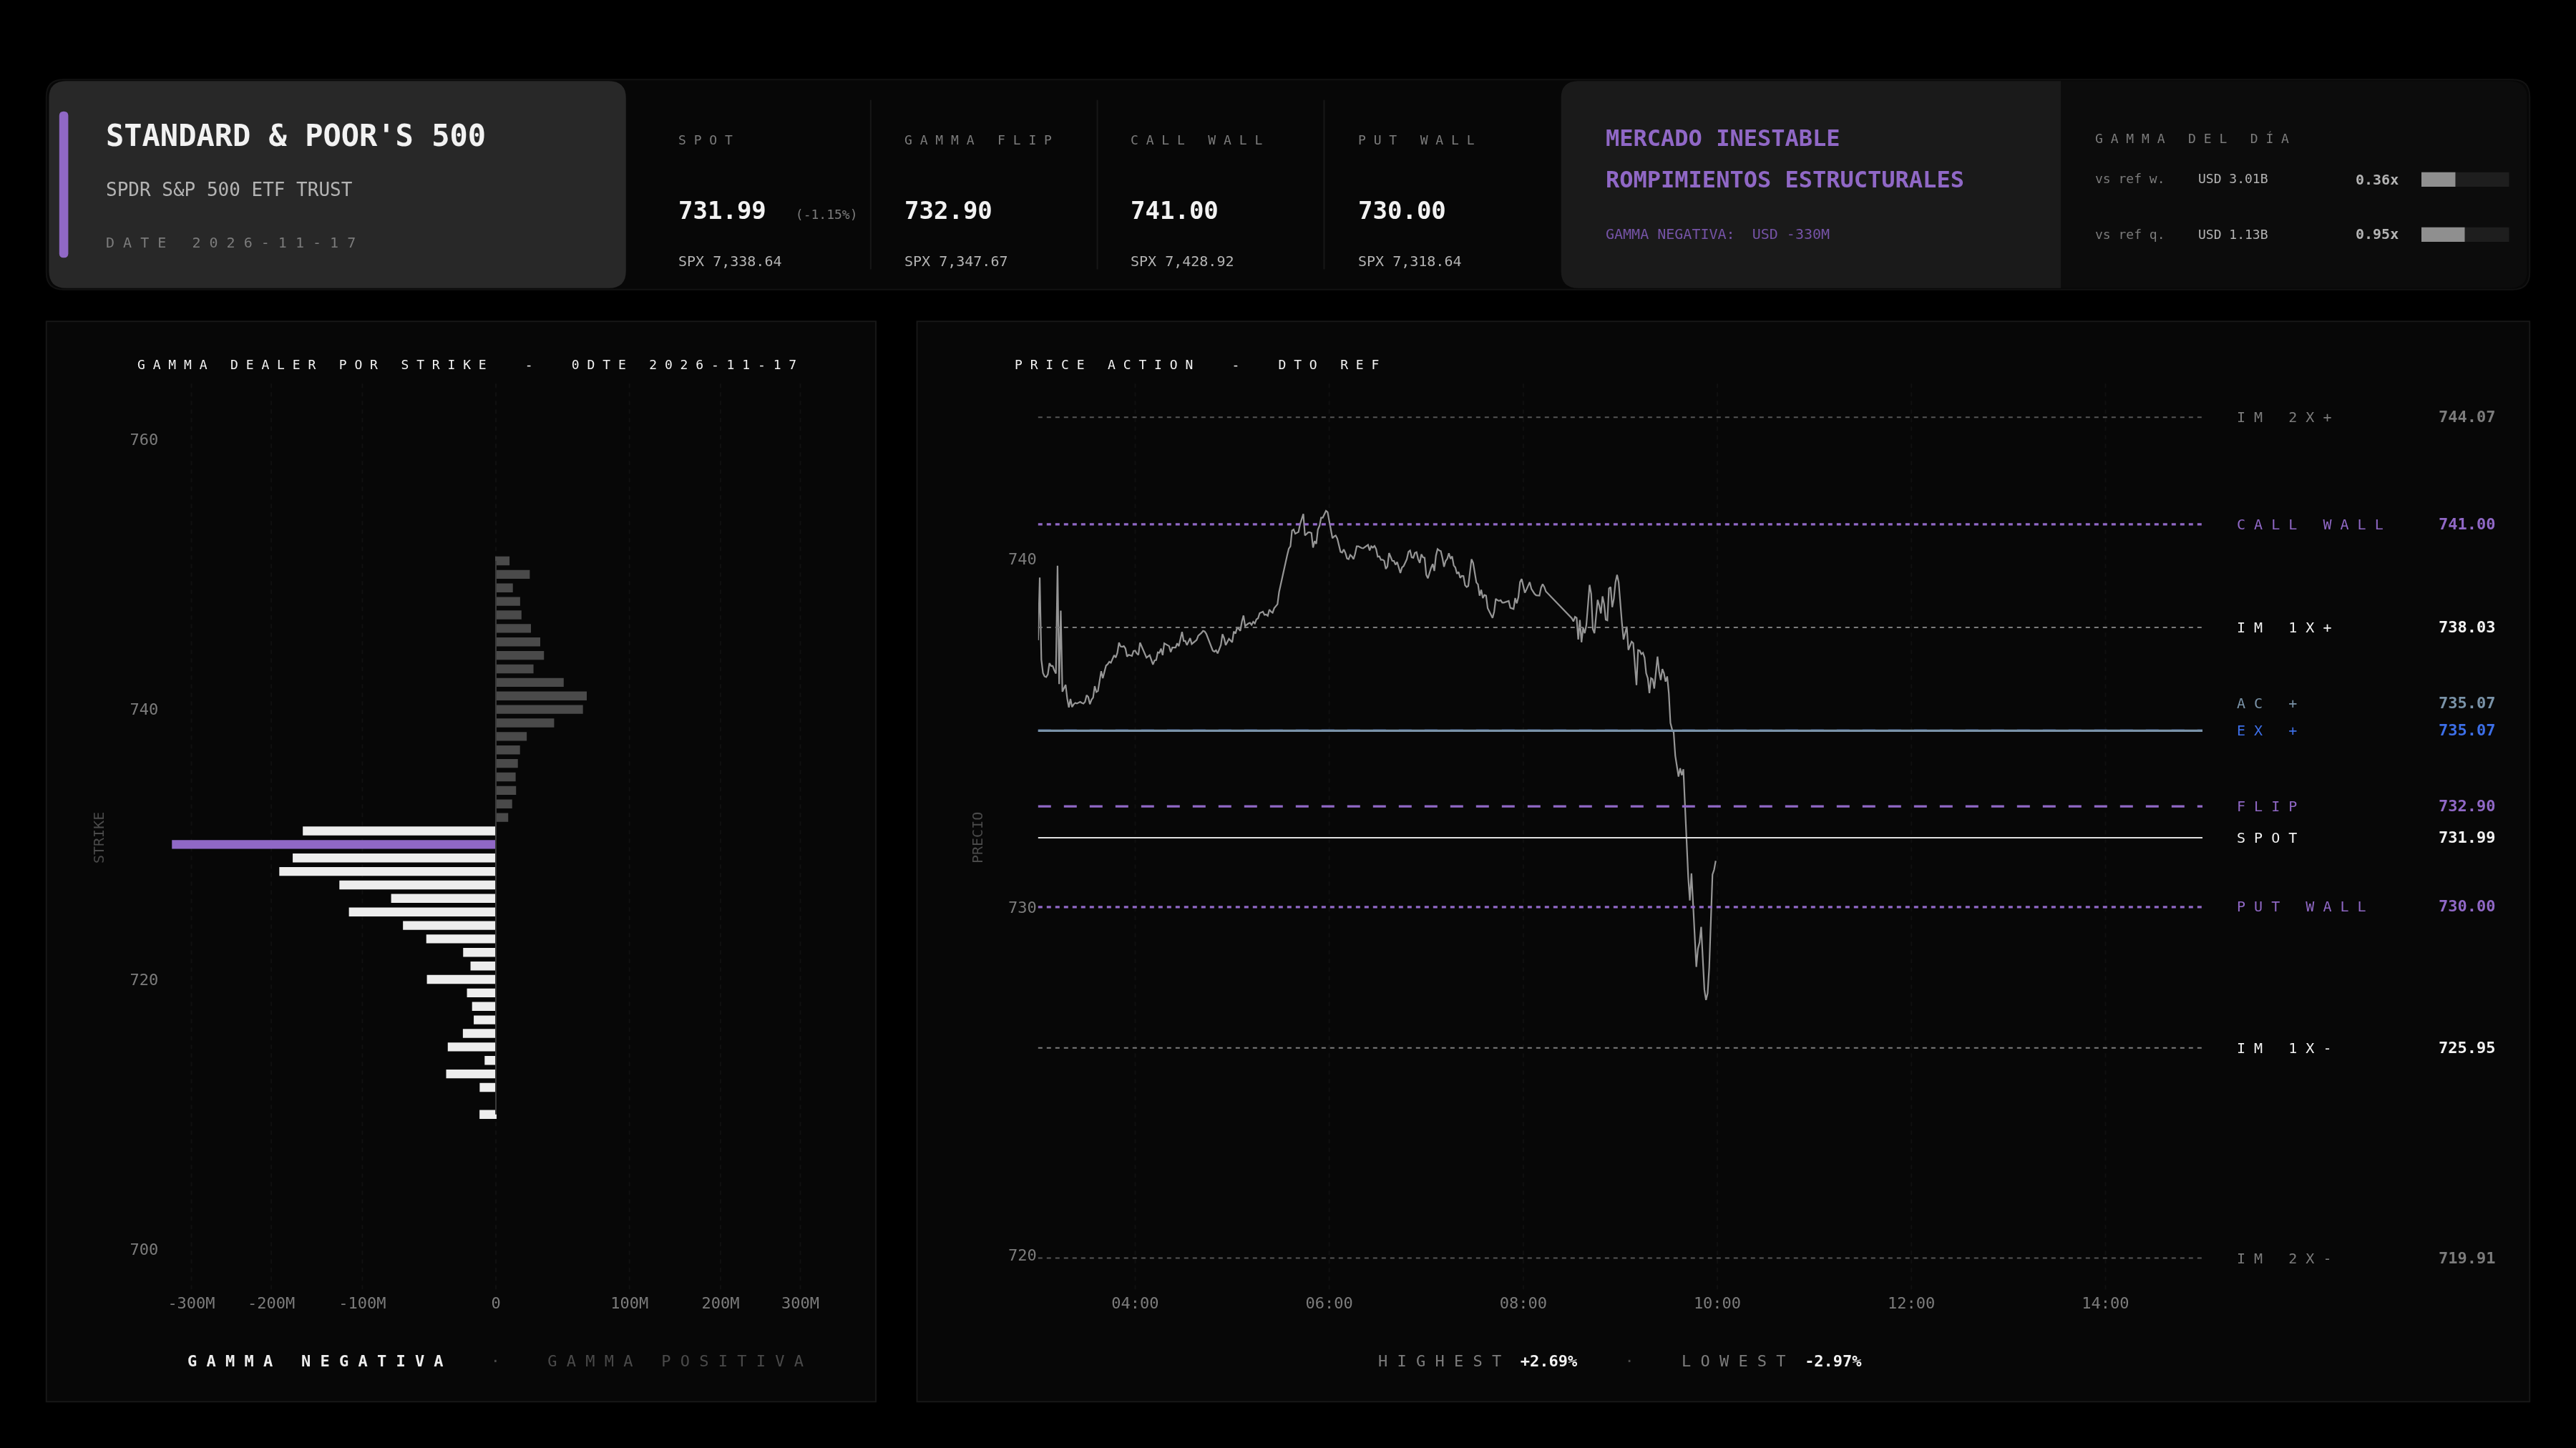 STANDARD & POOR'S 500
SPDR S&P 500 ETF TRUST
DATE 2026-11-17
SPOT
731.99 (-1.15%)
SPX 7,338.64
GAMMA FLIP
732.90
SPX 7,347.67
CALL WALL
741.00
SPX 7,428.92
PUT WALL
730.00
SPX 7,318.64
MERCADO INESTABLE
ROMPIMIENTOS ESTRUCTURALES
GAMMA NEGATIVA: USD -330M
GAMMA DEL DÍA
vs ref w. USD 3.01B 0.36x
vs ref q. USD 1.13B 0.95x
GAMMA DEALER POR STRIKE - 0DTE 2026-11-17
760
740
720
700
STRIKE
-300M -200M -100M 0 100M 200M 300M
GAMMA NEGATIVA · GAMMA POSITIVA
PRICE ACTION - DTO REF
740
730
720
PRECIO
IM 2X+ 744.07
CALL WALL 741.00
IM 1X+ 738.03
AC + 735.07
EX + 735.07
FLIP 732.90
SPOT 731.99
PUT WALL 730.00
IM 1X- 725.95
IM 2X- 719.91
04:00 06:00 08:00 10:00 12:00 14:00
HIGHEST +2.69% · LOWEST -2.97%